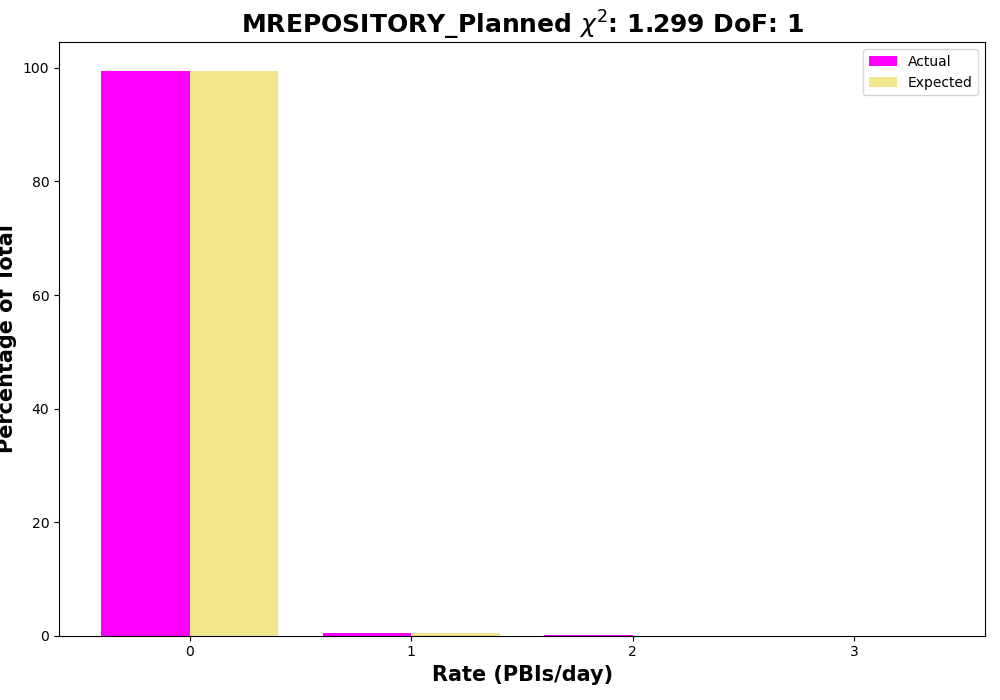 MREPOSITORY_Planned χ²: 1.299 DoF: 1
Actual
Expected
100
80
60
40
20
0
Percentage of Total
0 1 2 3
Rate (PBIs/day)